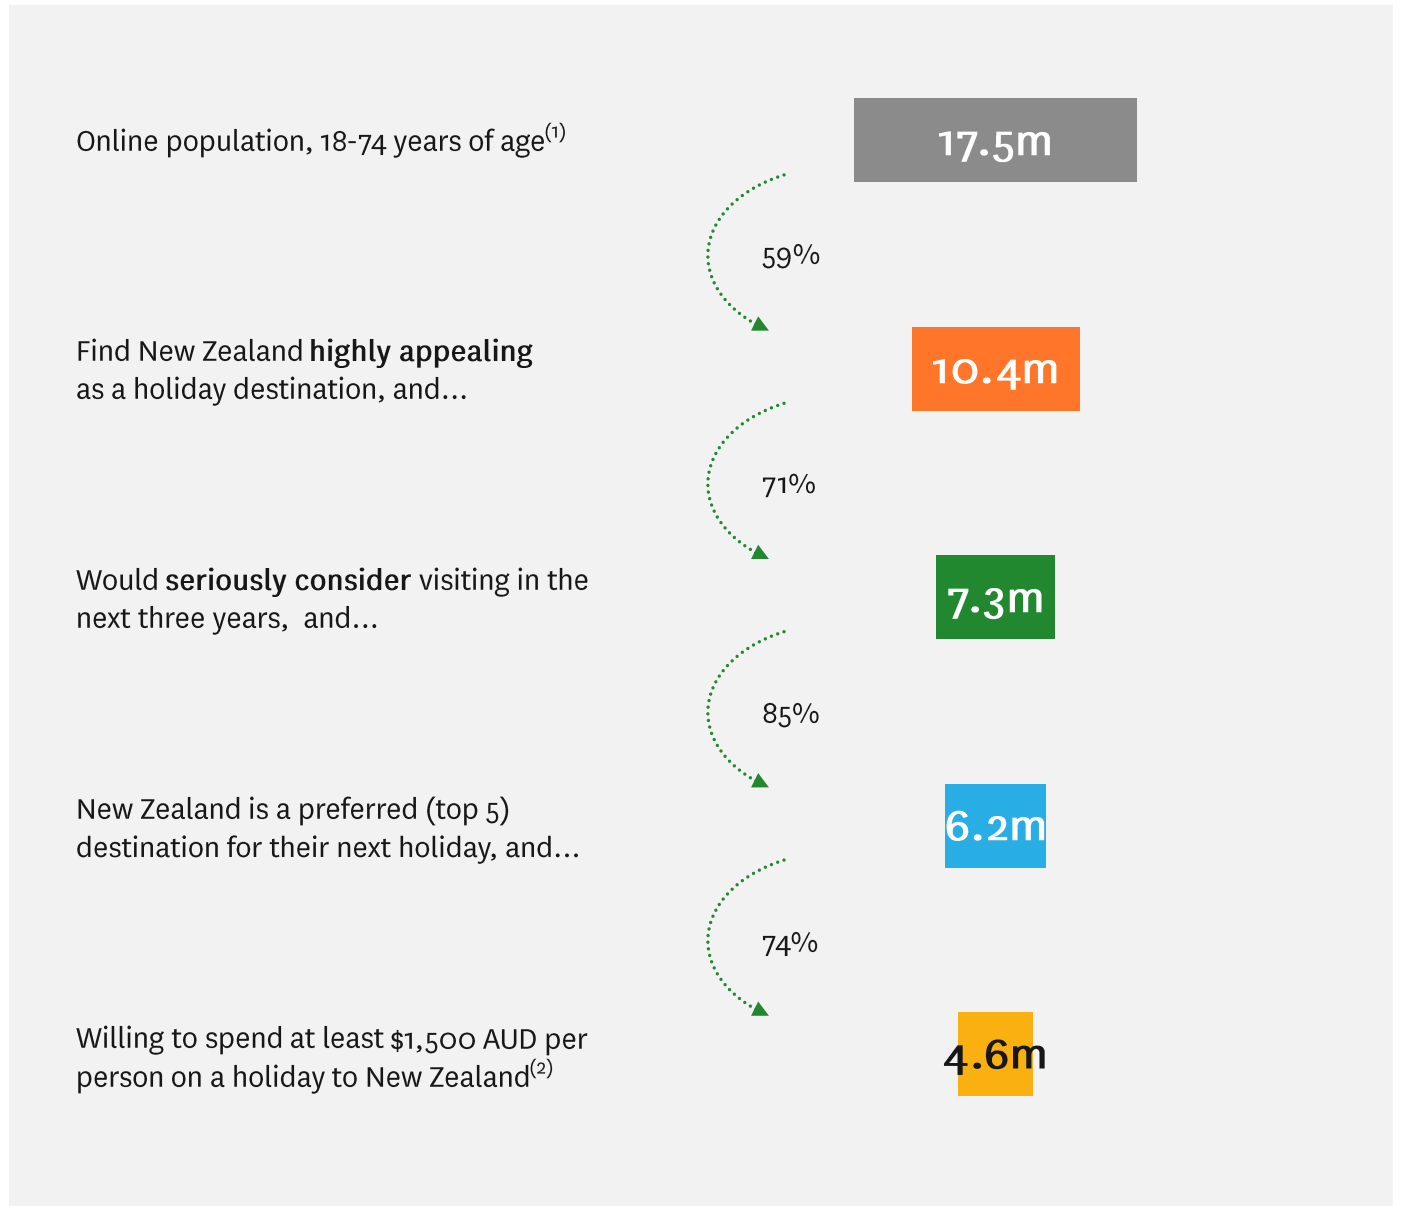 Online population, 18-74 years of age(1)
17.5m
59%
Find New Zealand highly appealing
as a holiday destination, and...
10.4m
71%
Would seriously consider visiting in the
next three years, and...
7.3m
85%
New Zealand is a preferred (top 5)
destination for their next holiday, and...
6.2m
74%
Willing to spend at least $1,500 AUD per
person on a holiday to New Zealand(2)
4.6m